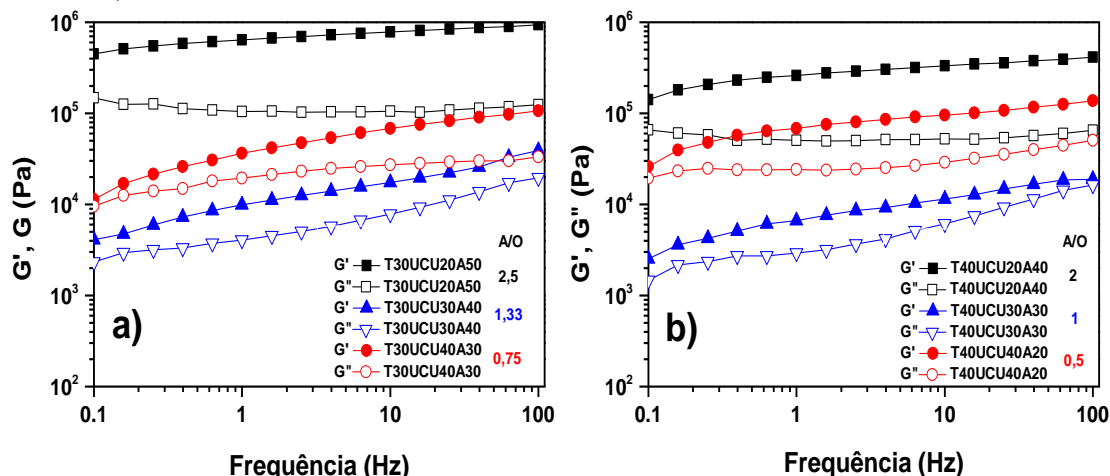 10⁶
10⁵
10⁴
10³
10²
G', G (Pa)
0.1
1
10
100
Frequência (Hz)
a)
A/O
G' T30UCU20A50
G" T30UCU20A50
2,5
G' T30UCU30A40
G" T30UCU30A40
1,33
G' T30UCU40A30
G" T30UCU40A30
0,75
10⁶
10⁵
10⁴
10³
10²
G', G" (Pa)
0.1
1
10
100
Frequência (Hz)
b)
A/O
G' T40UCU20A40
G" T40UCU20A40
2
G' T40UCU30A30
G" T40UCU30A30
1
G' T40UCU40A20
G" T40UCU40A20
0,5